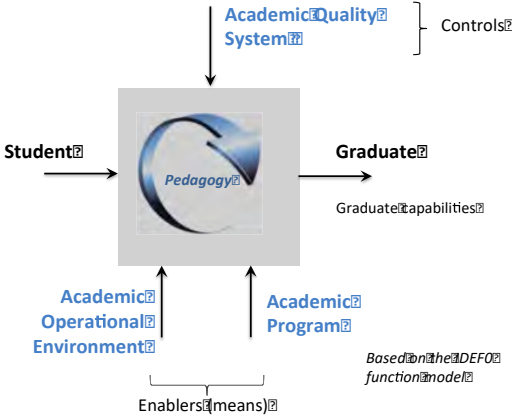 Academic Quality
System
Controls
Student
Graduate
Pedagogy
Graduate capabilities
Academic
Operational
Environment
Academic
Program
Based on the IDEF0
function model
Enablers (means)